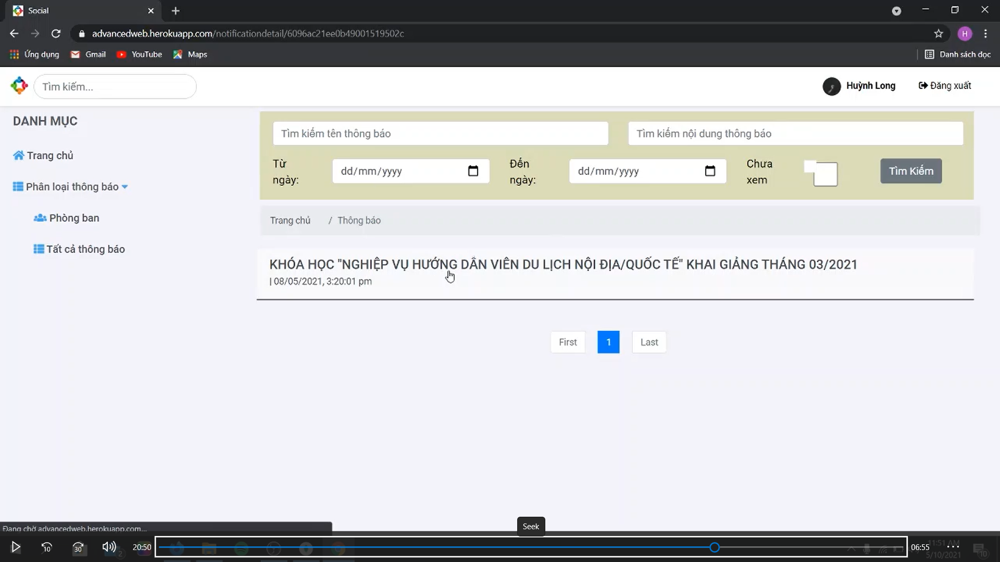 Social
advancedweb.herokuapp.com/notificationdetail/6096ac21ee0b49001519502c
H
Ứng dụng
Gmail
YouTube
Maps
Danh sách đọc
Tìm kiếm...
Huỳnh Long
Đăng xuất
DANH MỤC
Trang chủ
Phân loại thông báo
Phòng ban
Tất cả thông báo
Tìm kiếm tên thông báo
Tìm kiếm nội dung thông báo
Từ
ngày:
dd/mm/yyyy
Đến
ngày:
dd/mm/yyyy
Chưa
xem
Tìm Kiếm
Trang chủ / Thông báo
KHÓA HỌC "NGHIỆP VỤ HƯỚNG DẪN VIÊN DU LỊCH NỘI ĐỊA/QUỐC TẾ" KHAI GIẢNG THÁNG 03/2021
| 08/05/2021, 3:20:01 pm
First
1
Last
Đang chờ advancedweb.herokuapp.com...
Seek
10
30
2
20:50
06:55
11:51 AM
5/10/2021
10